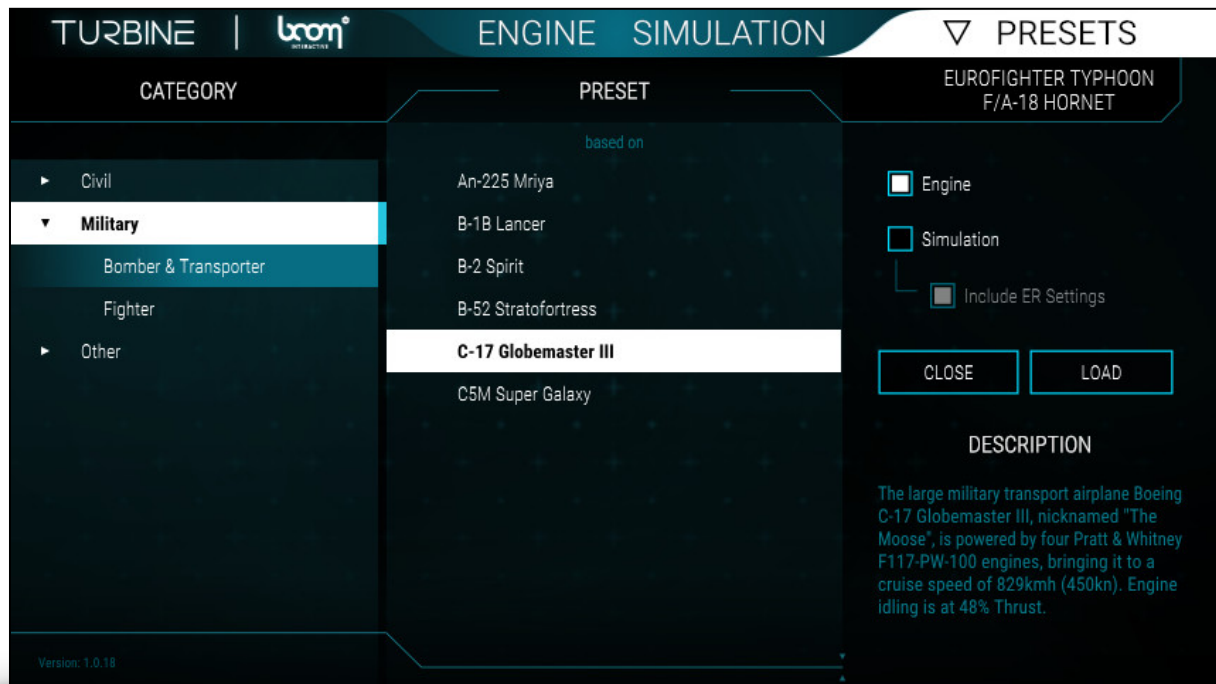 TURBINE | boom INTERACTIVE
ENGINE SIMULATION
▽ PRESETS
CATEGORY
PRESET
EUROFIGHTER TYPHOON
F/A-18 HORNET
based on
► Civil
▼ Military
Bomber & Transporter
Fighter
► Other
An-225 Mriya
B-1B Lancer
B-2 Spirit
B-52 Stratofortress
C-17 Globemaster III
C5M Super Galaxy
Engine
Simulation
Include ER Settings
CLOSE
LOAD
DESCRIPTION
The large military transport airplane Boeing
C-17 Globemaster III, nicknamed "The
Moose", is powered by four Pratt & Whitney
F117-PW-100 engines, bringing it to a
cruise speed of 829kmh (450kn). Engine
idling is at 48% Thrust.
Version: 1.0.18